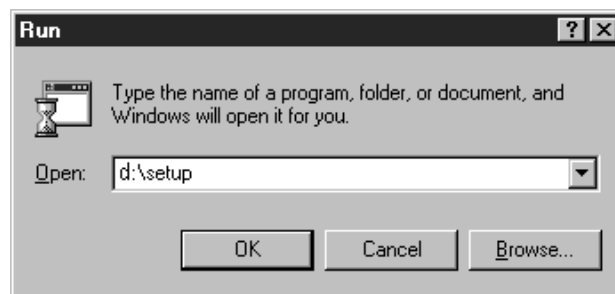 Run
Type the name of a program, folder, or document, and
Windows will open it for you.
Open: d:\setup
OK Cancel Browse...